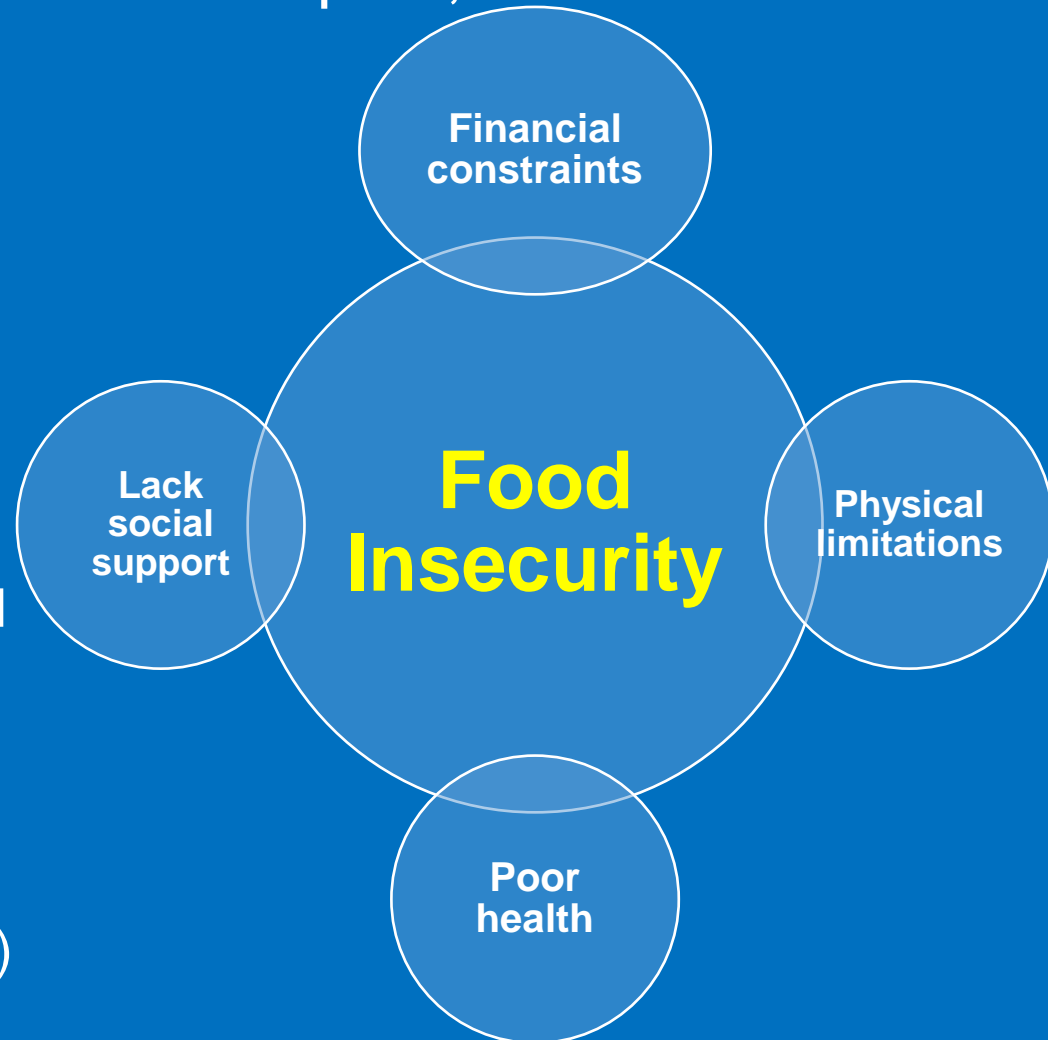 Financial
constraints
Lack
social
support
Food
Insecurity
Physical
limitations
Poor
health